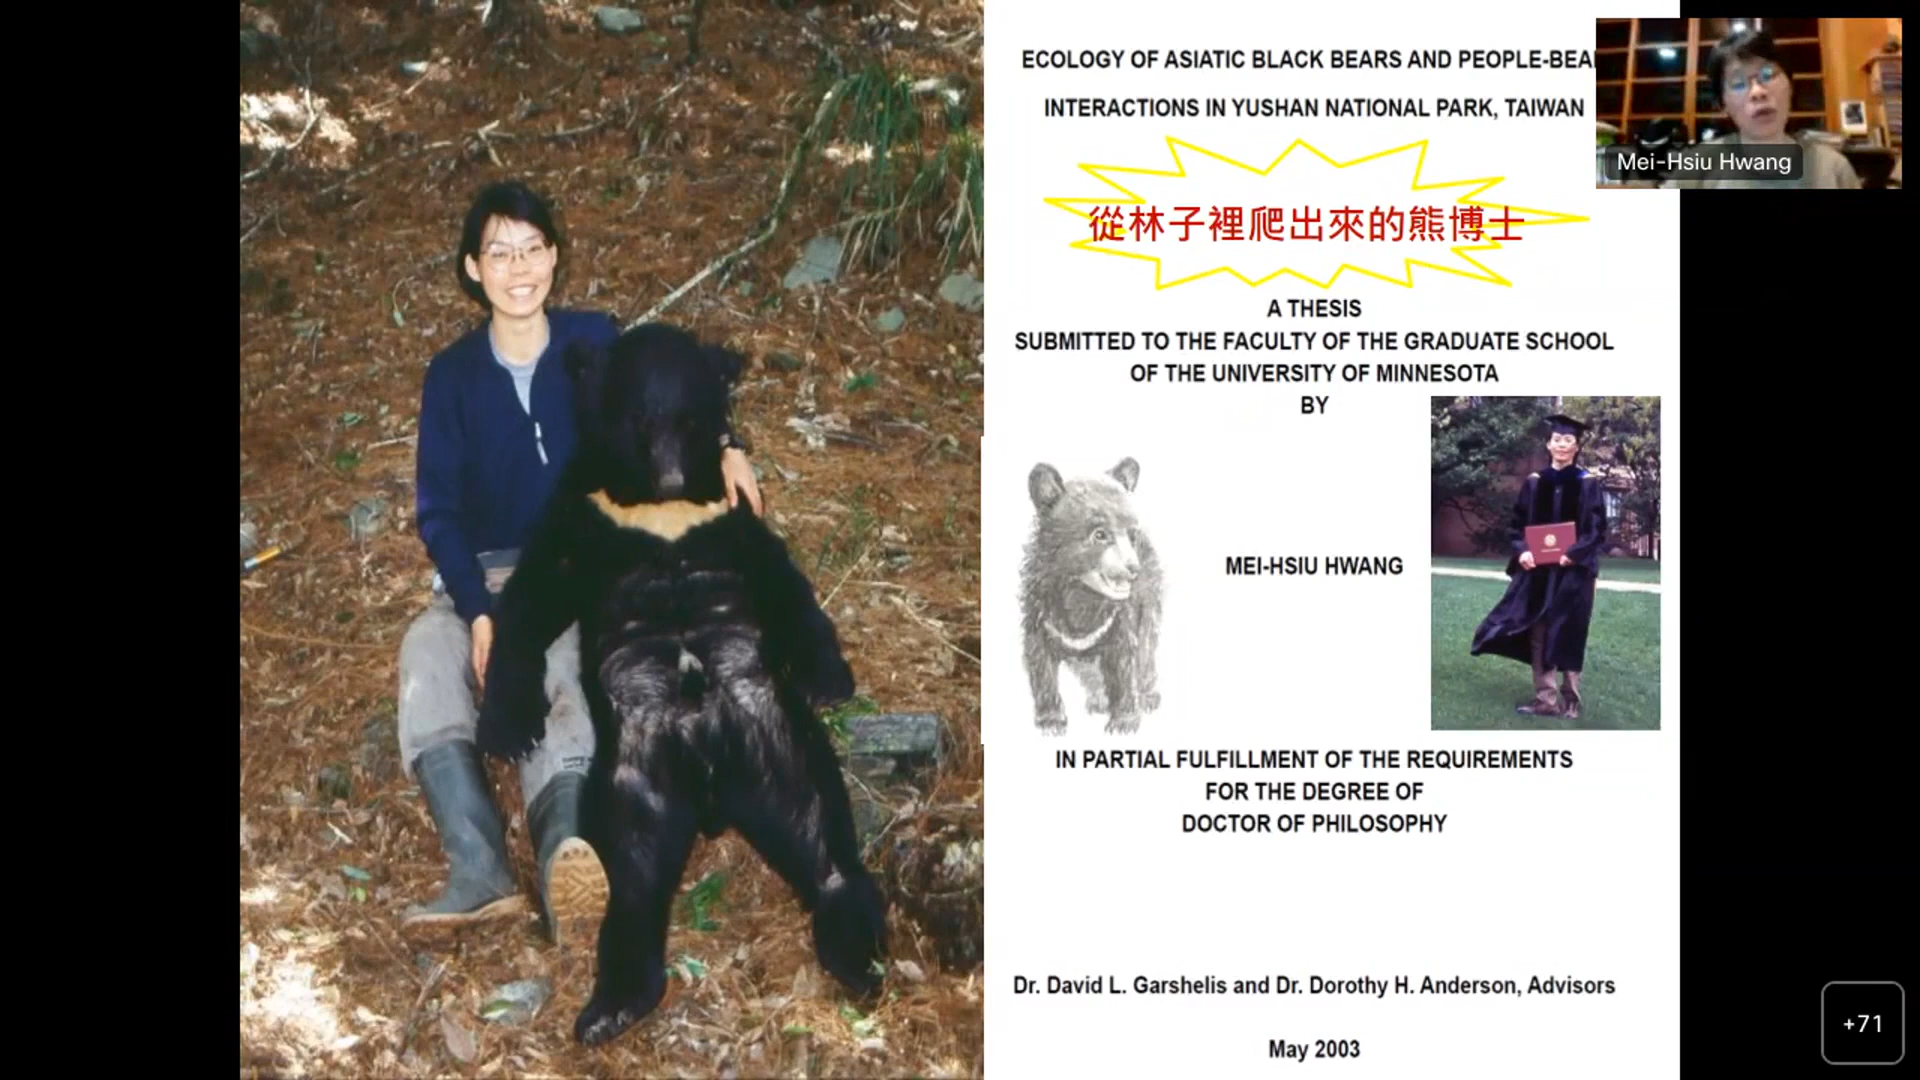 ECOLOGY OF ASIATIC BLACK BEARS AND PEOPLE-BEA
INTERACTIONS IN YUSHAN NATIONAL PARK, TAIWAN
Mei-Hsiu Hwang
從林子裡爬出來的熊博士
A THESIS
SUBMITTED TO THE FACULTY OF THE GRADUATE SCHOOL
OF THE UNIVERSITY OF MINNESOTA
BY
MEI-HSIU HWANG
IN PARTIAL FULFILLMENT OF THE REQUIREMENTS
FOR THE DEGREE OF
DOCTOR OF PHILOSOPHY
Dr. David L. Garshelis and Dr. Dorothy H. Anderson, Advisors
May 2003
+71